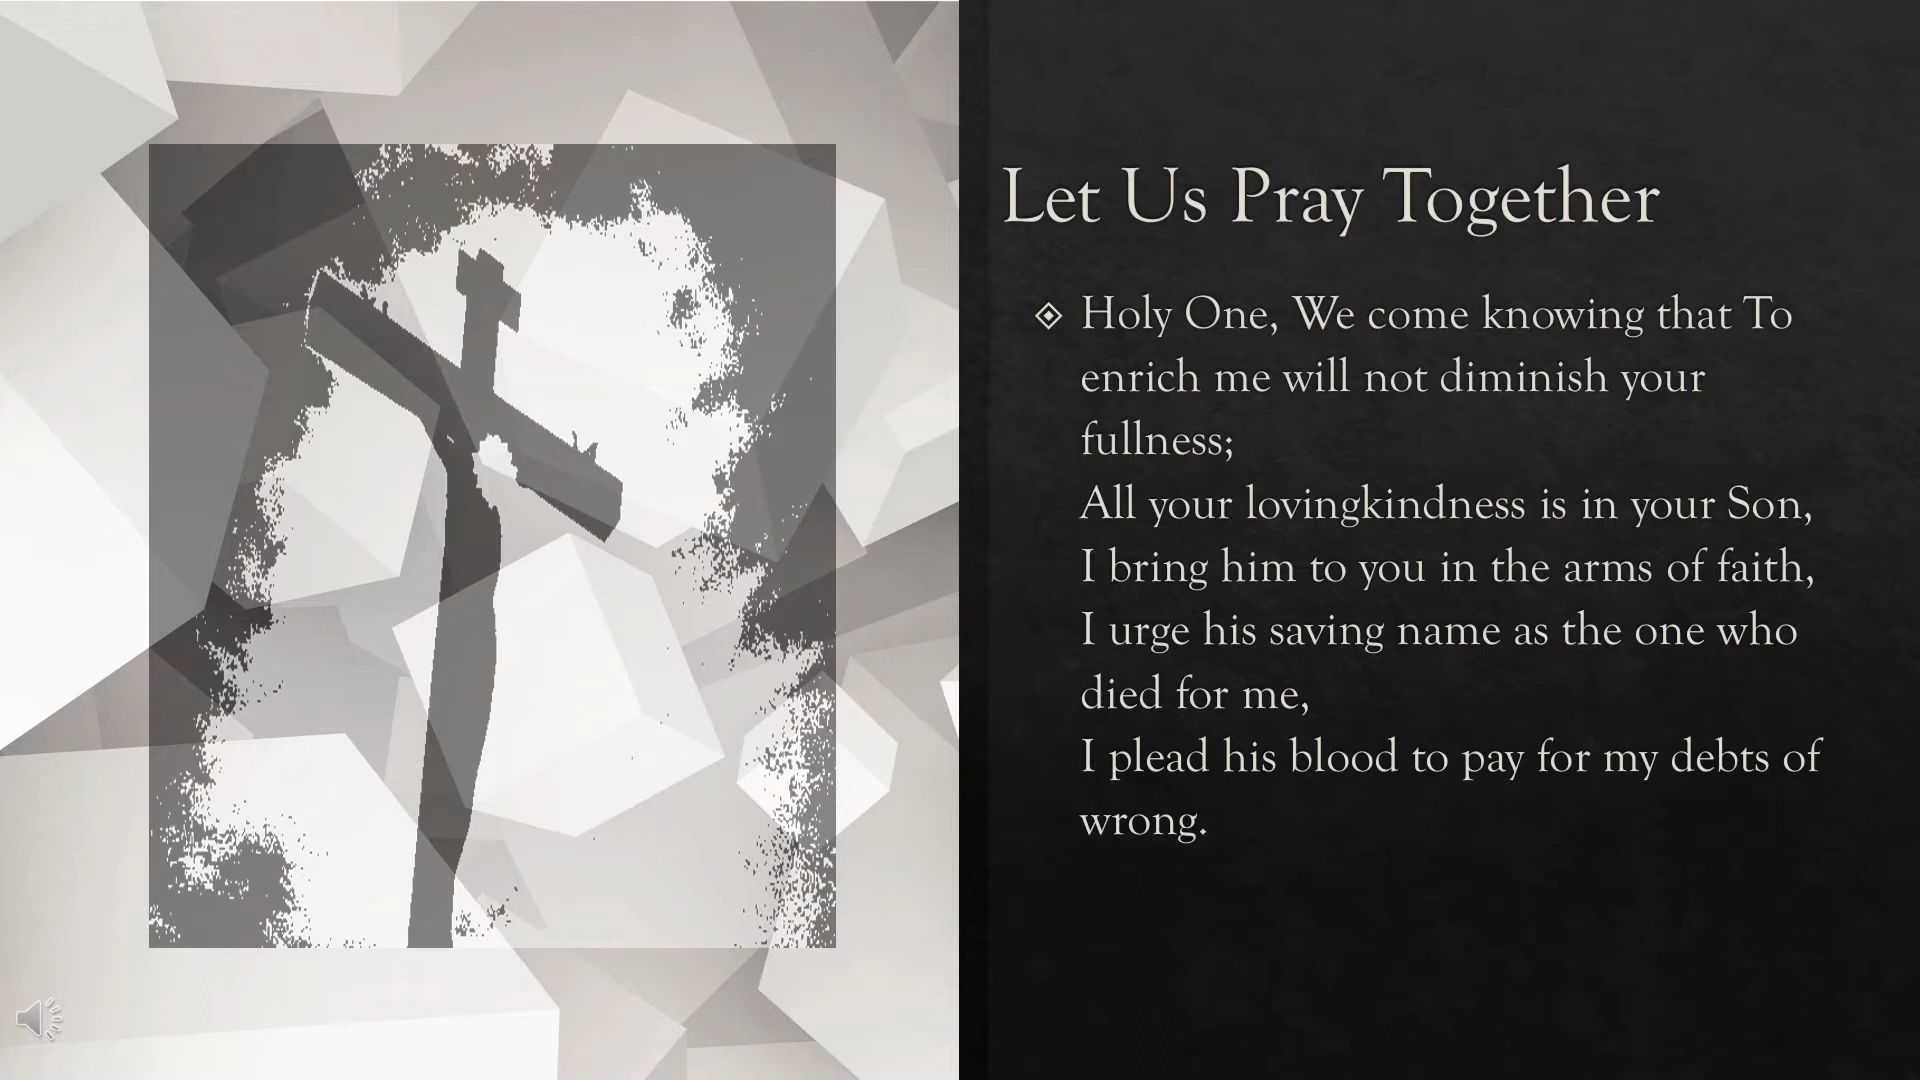 Let Us Pray Together
Holy One, We come knowing that To
enrich me will not diminish your
fullness;
All your lovingkindness is in your Son,
I bring him to you in the arms of faith,
I urge his saving name as the one who
died for me,
I plead his blood to pay for my debts of
wrong.